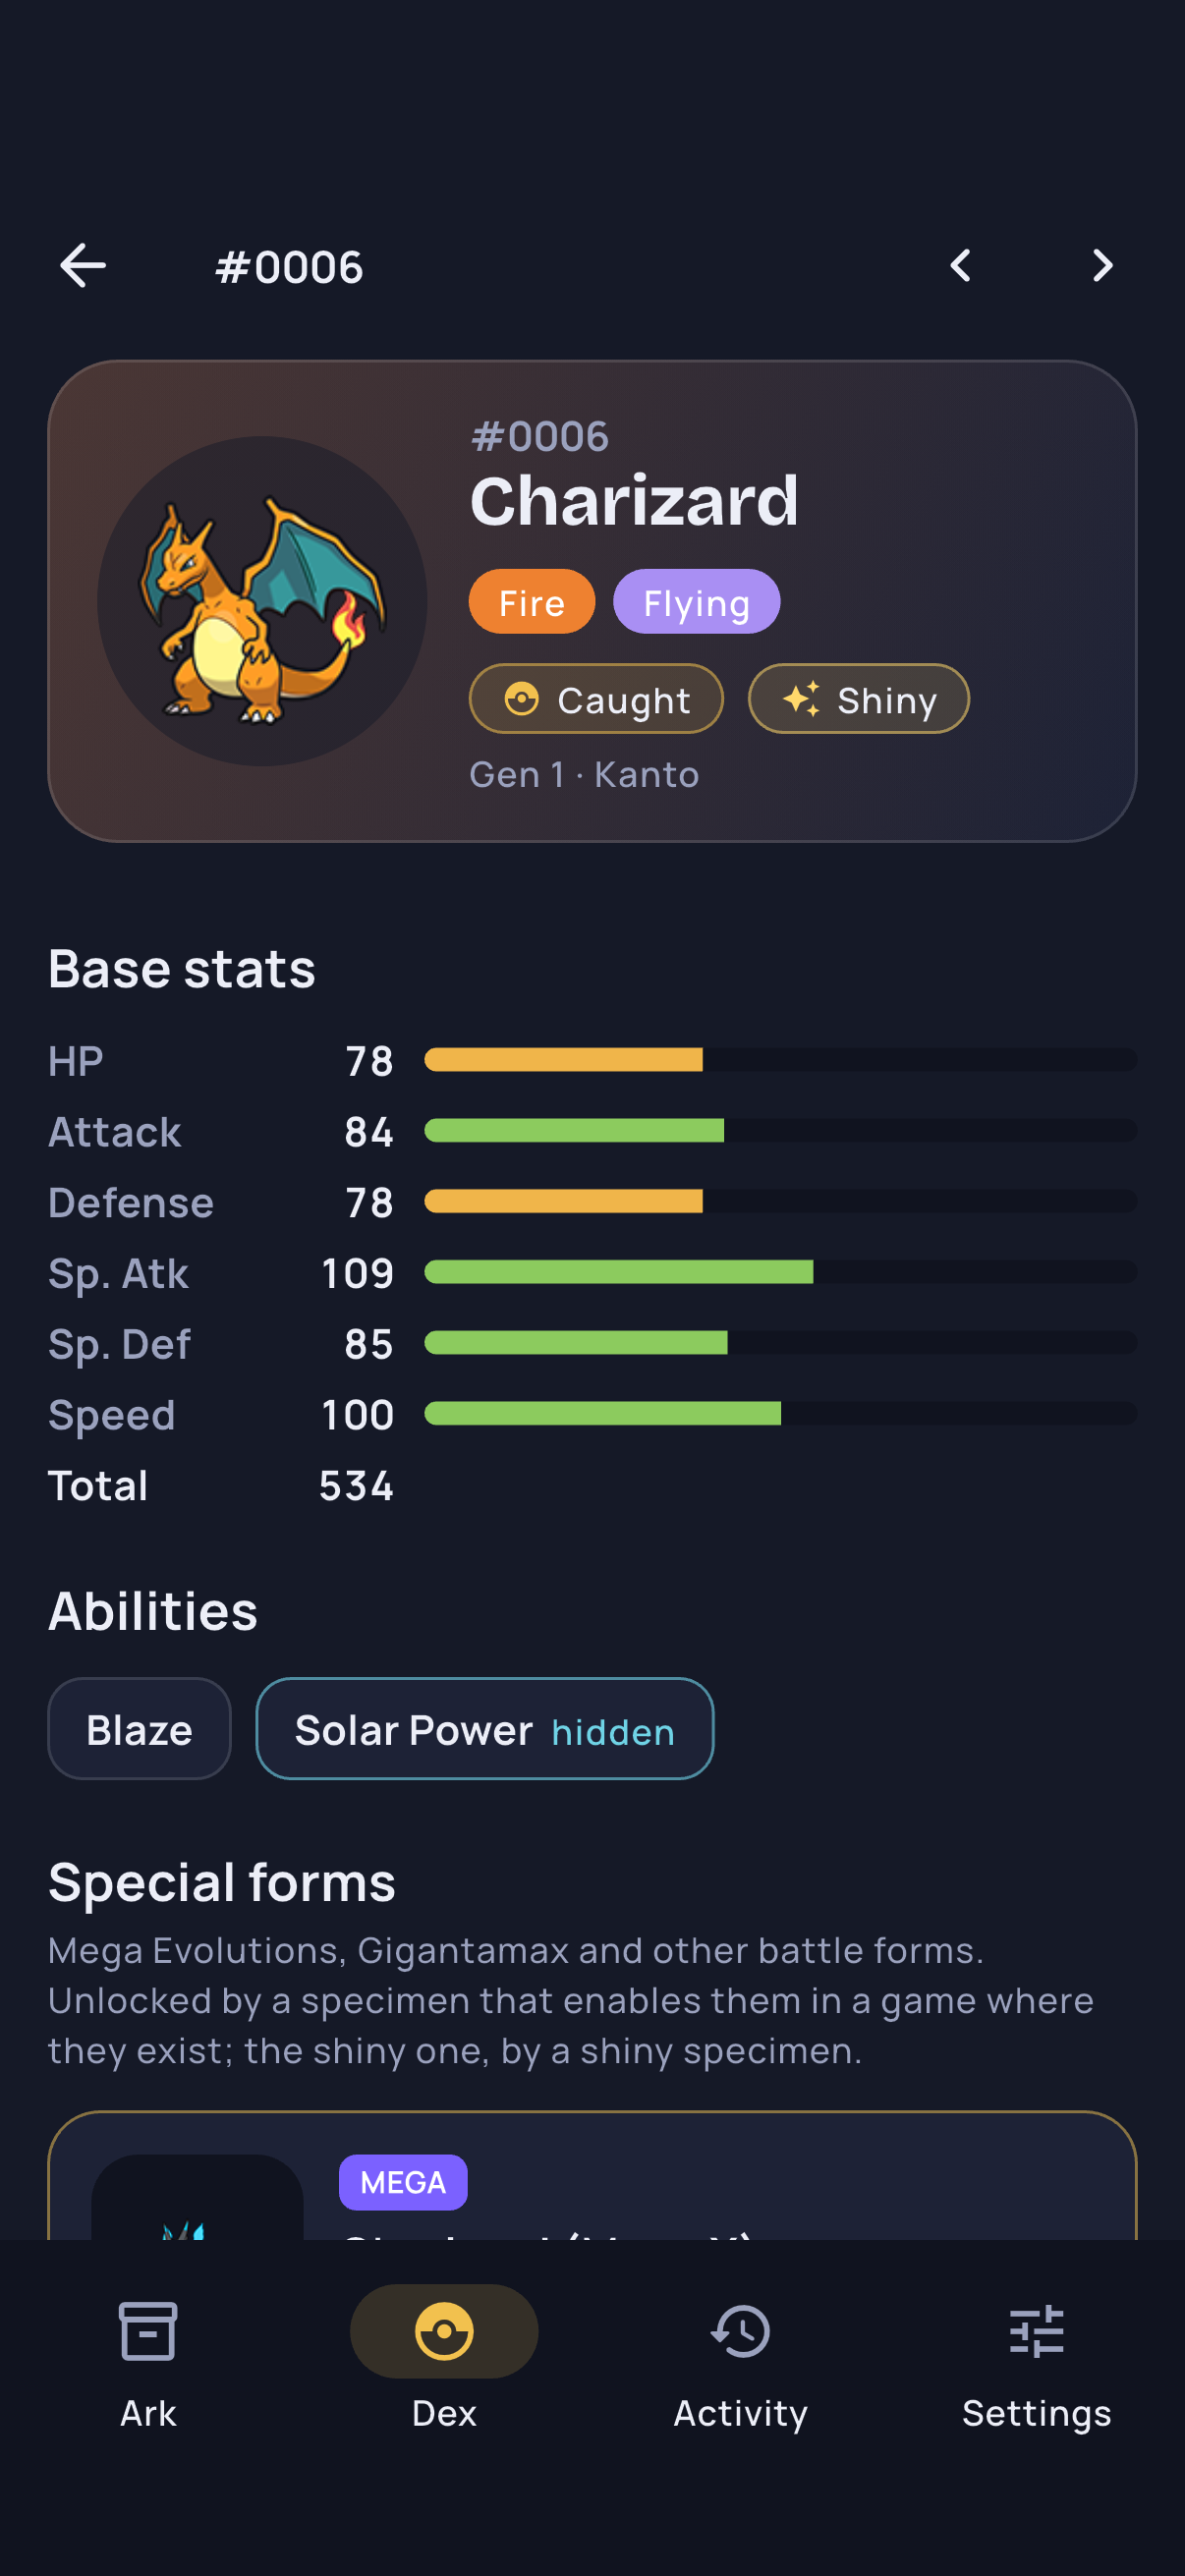 #0006
#0006
Charizard
Fire Flying
Caught Shiny
Gen 1 · Kanto
Base stats
HP 78
Attack 84
Defense 78
Sp. Atk 109
Sp. Def 85
Speed 100
Total 534
Abilities
Blaze Solar Power hidden
Special forms
Mega Evolutions, Gigantamax and other battle forms.
Unlocked by a specimen that enables them in a game where
they exist; the shiny one, by a shiny specimen.
MEGA
Ark Dex Activity Settings